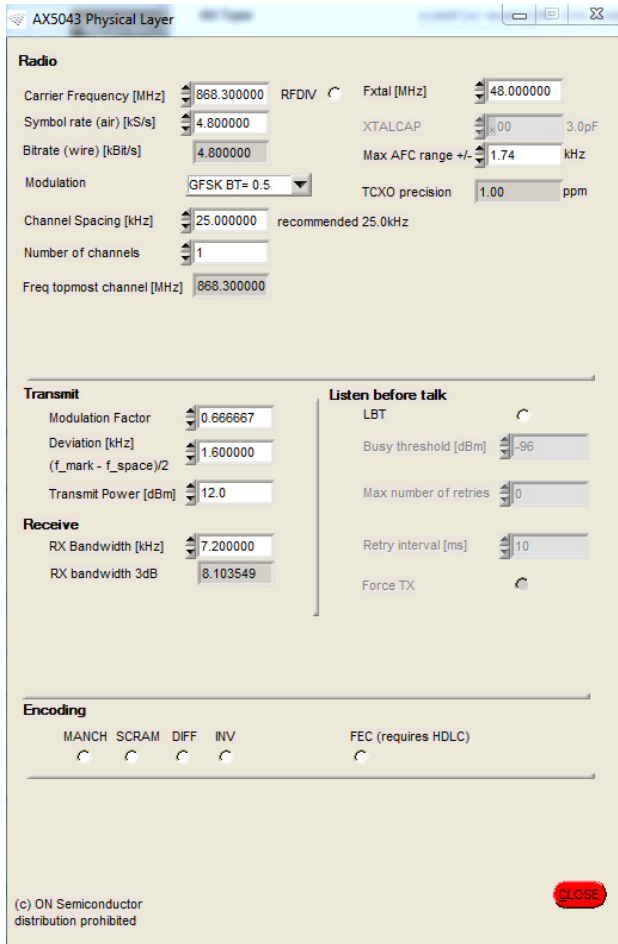 AX5043 Physical Layer
Radio
Carrier Frequency [MHz] 868.300000 RFDIV Fxtal [MHz] 48.000000
Symbol rate (air) [kS/s] 4.800000 XTALCAP x00 3.0pF
Bitrate (wire) [kBit/s] 4.800000 Max AFC range +/- 1.74 kHz
Modulation GFSK BT= 0.5 TCXO precision 1.00 ppm
Channel Spacing [kHz] 25.000000 recommended 25.0kHz
Number of channels 1
Freq topmost channel [MHz] 868.300000
Transmit
Modulation Factor 0.666667
Deviation [kHz]
(f_mark - f_space)/2 1.600000
Transmit Power [dBm] 12.0
Receive
RX Bandwidth [kHz] 7.200000
RX bandwidth 3dB 8.103549
Listen before talk
LBT
Busy threshold [dBm] -96
Max number of retries 0
Retry interval [ms] 10
Force TX
Encoding
MANCH SCRAM DIFF INV FEC (requires HDLC)
CLOSE
(c) ON Semiconductor
distribution prohibited